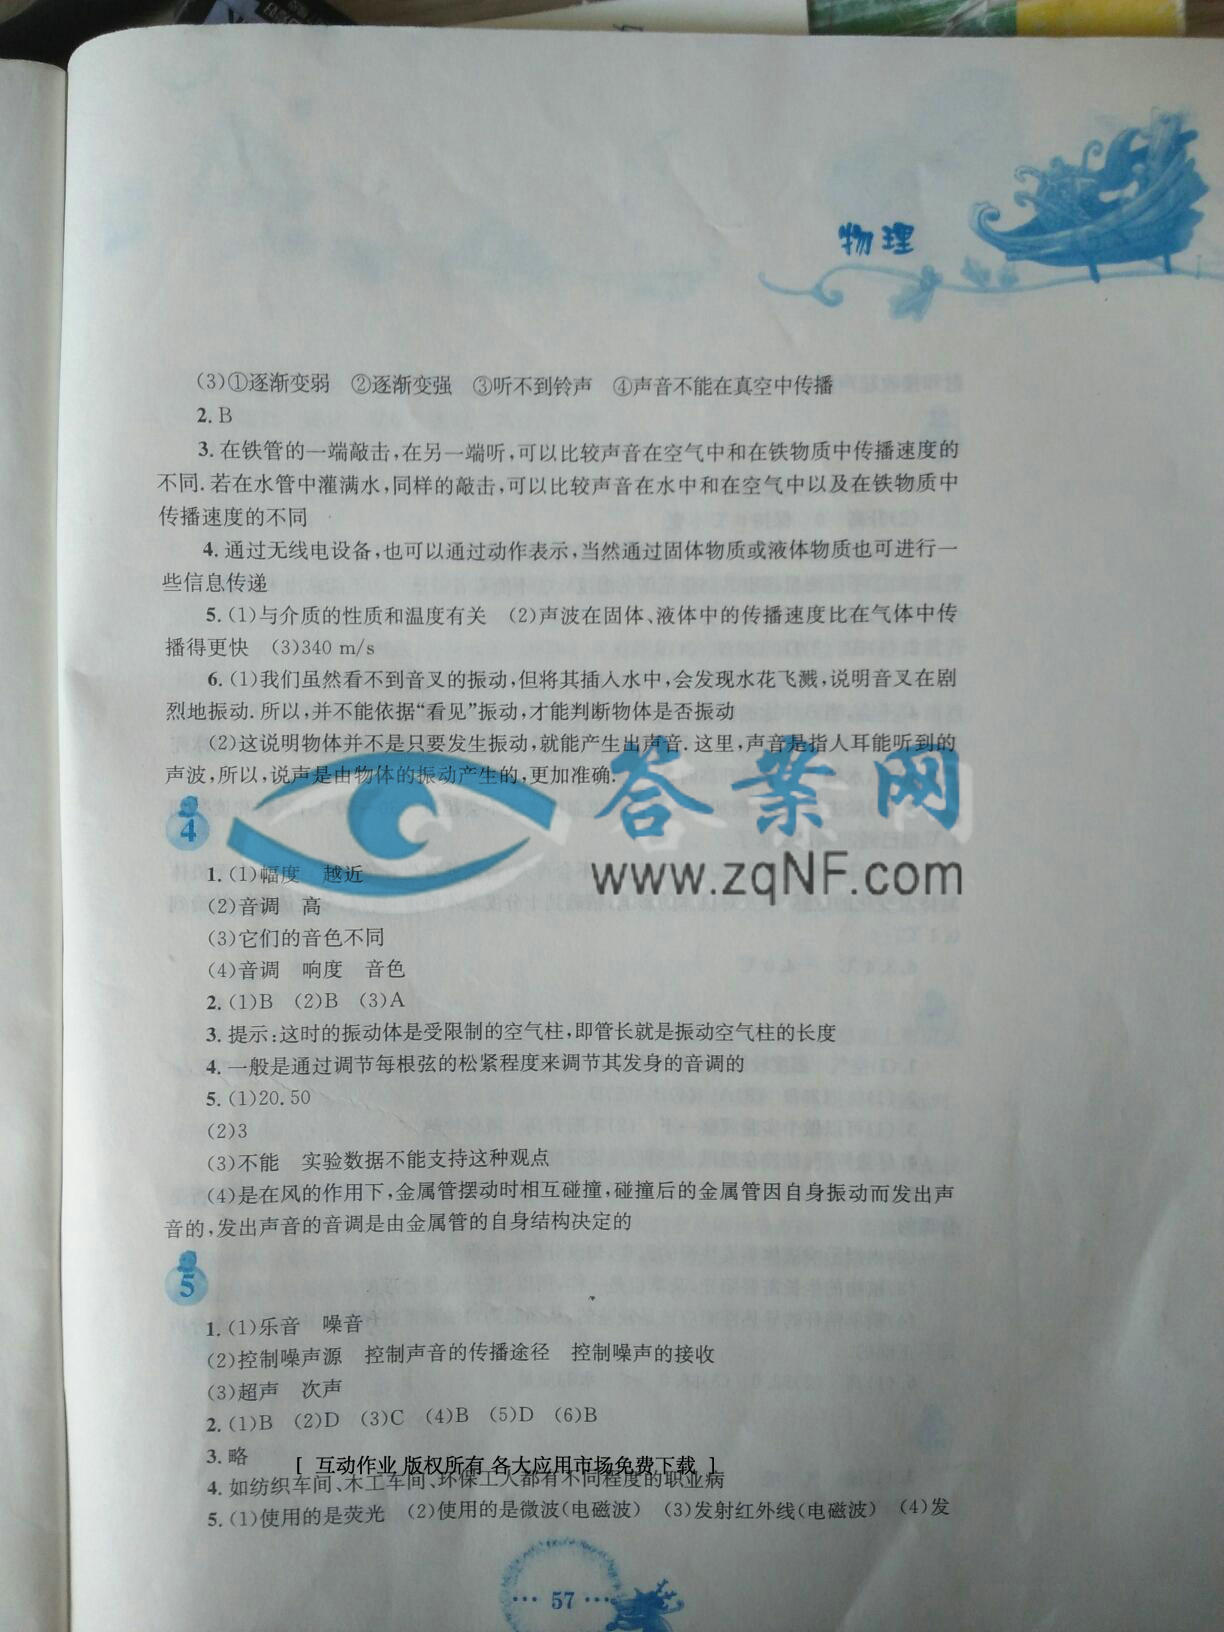 物理
(3)①逐渐变弱 ②逐渐变强 ③听不到铃声 ④声音不能在真空中传播
2. B
3. 在铁管的一端敲击,在另一端听,可以比较声音在空气中和在铁物质中传播速度的
不同. 若在水管中灌满水,同样的敲击,可以比较声音在水中和在空气中以及在铁物质中
传播速度的不同
4. 通过无线电设备,也可以通过动作表示,当然通过固体物质或液体物质也可进行一
些信息传递
5. (1)与介质的性质和温度有关 (2)声波在固体、液体中的传播速度比在气体中传
播得更快 (3)340 m/s
6. (1)我们虽然看不到音叉的振动,但将其插入水中,会发现水花飞溅,说明音叉在剧
烈地振动. 所以,并不能依据“看见”振动,才能判断物体是否振动
(2)这说明物体并不是只要发生振动,就能产生出声音. 这里,声音是指人耳能听到的
声波,所以,说声是由物体的振动产生的,更加准确.
答案网
www.zqNF.com
4
1. (1)幅度 越近
(2)音调 高
(3)它们的音色不同
(4)音调 响度 音色
2. (1)B (2)B (3)A
3. 提示:这时的振动体是受限制的空气柱,即管长就是振动空气柱的长度
4. 一般是通过调节每根弦的松紧程度来调节其发身的音调的
5. (1)20.50
(2)3
(3)不能 实验数据不能支持这种观点
(4)是在风的作用下,金属管摆动时相互碰撞,碰撞后的金属管因自身振动而发出声
音的,发出声音的音调是由金属管的自身结构决定的
5
1. (1)乐音 噪音
(2)控制噪声源 控制声音的传播途径 控制噪声的接收
(3)超声 次声
2. (1)B (2)D (3)C (4)B (5)D (6)B
3. 略
[ 互动作业 版权所有 各大应用市场免费下载 ]
4. 如纺织车间、木工车间、环保工人都有不同程度的职业病
5. (1)使用的是荧光 (2)使用的是微波(电磁波) (3)发射红外线(电磁波) (4)发
··· 57 ···